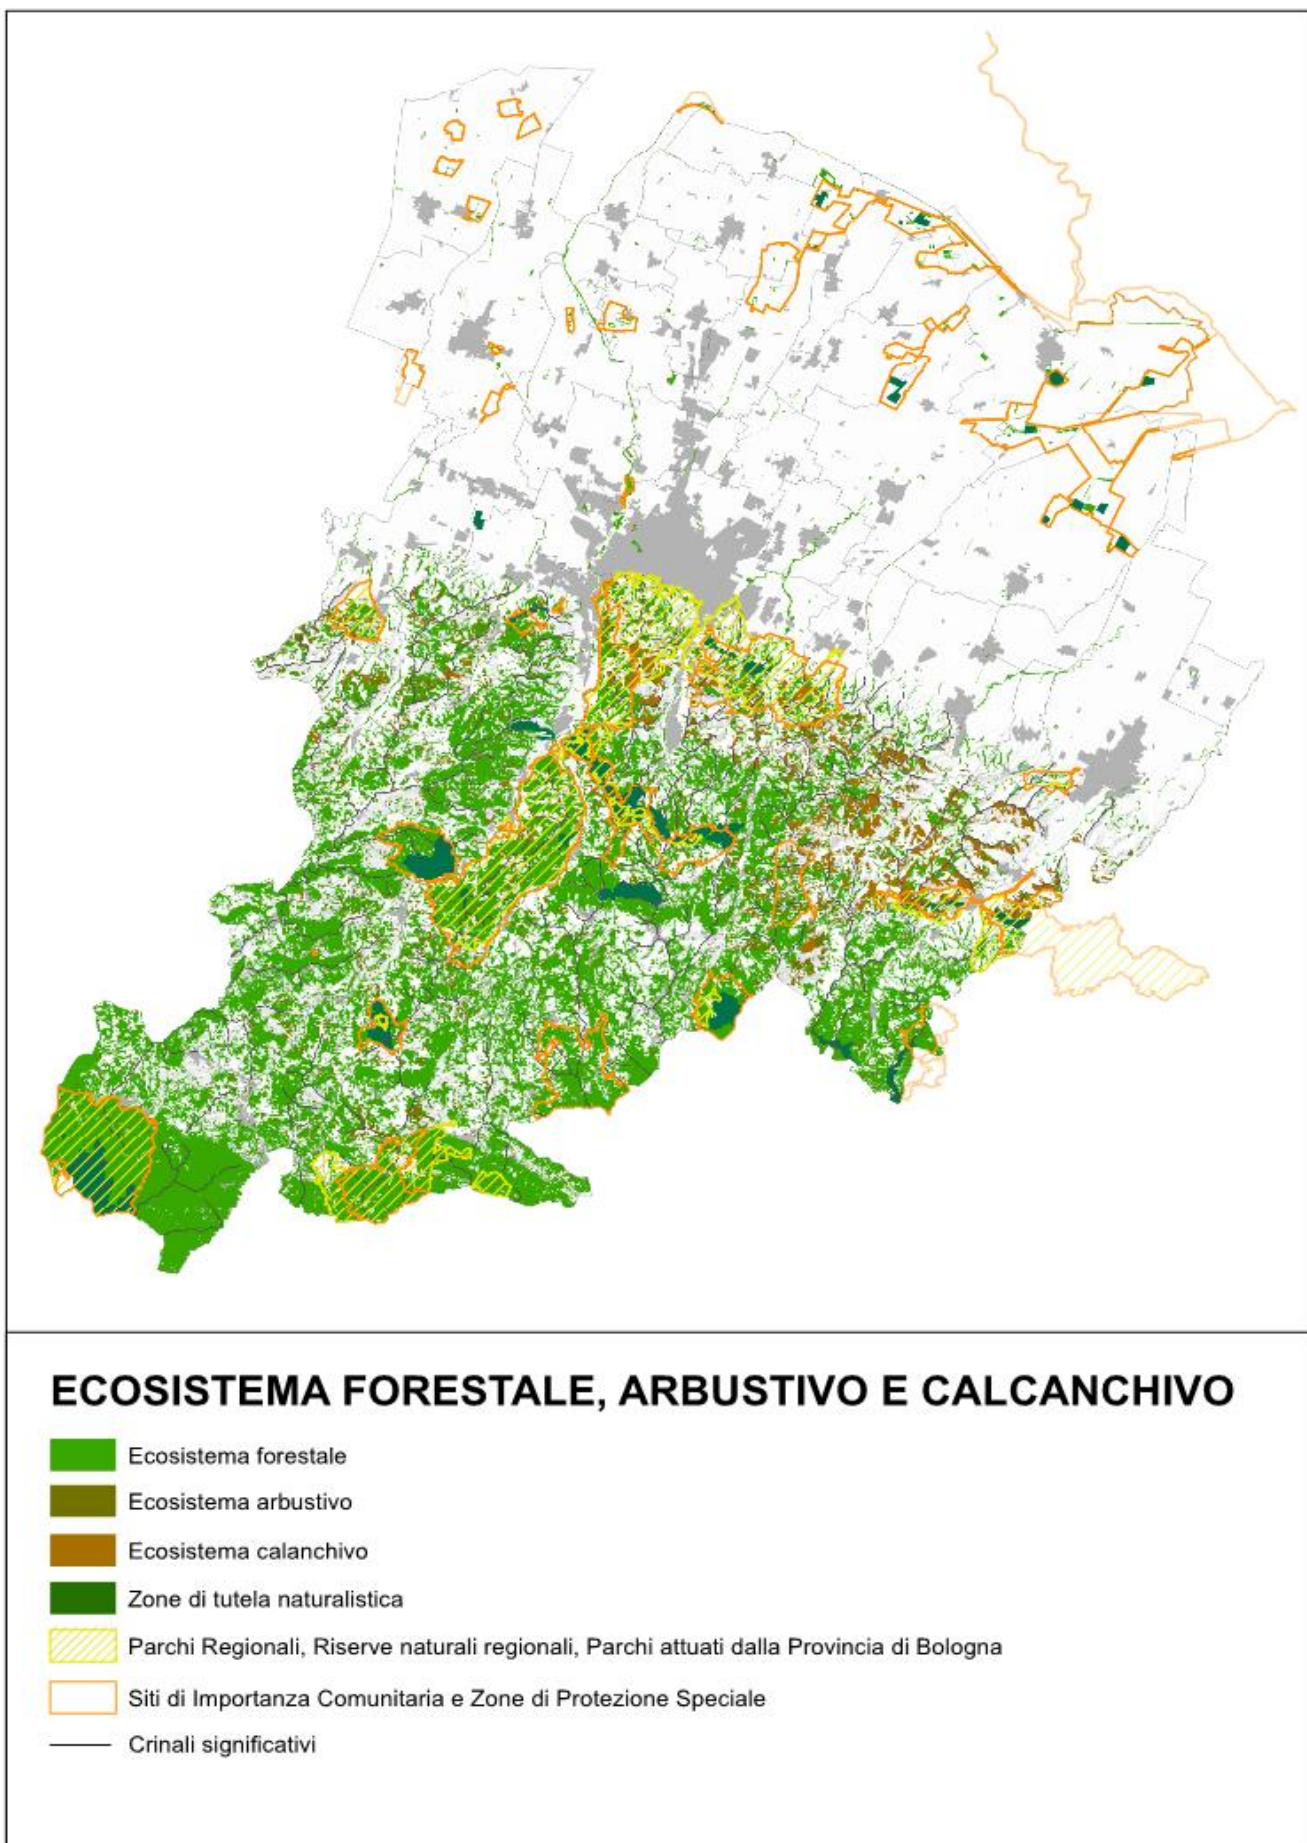 ECOSISTEMA FORESTALE, ARBUSTIVO E CALCANCHIVO
Ecosistema forestale
Ecosistema arbustivo
Ecosistema calanchivo
Zone di tutela naturalistica
Parchi Regionali, Riserve naturali regionali, Parchi attuati dalla Provincia di Bologna
Siti di Importanza Comunitaria e Zone di Protezione Speciale
Crinali significativi